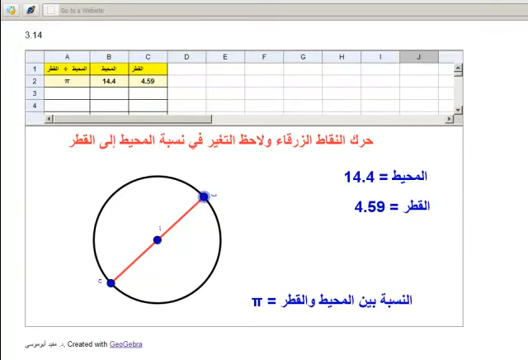 Go to a Website
3.14
A B C D E F G H I J
1 المحيط ÷ القطر المحيط القطر
2 π 14.4 4.59
3
4
حرك النقاط الزرقاء ولاحظ التغير في نسبة المحيط إلى القطر
المحيط = 14.4
القطر = 4.59
ب
أ
ج
النسبة بين المحيط والقطر = π
د. مفيد أبوموسى, Created with GeoGebra